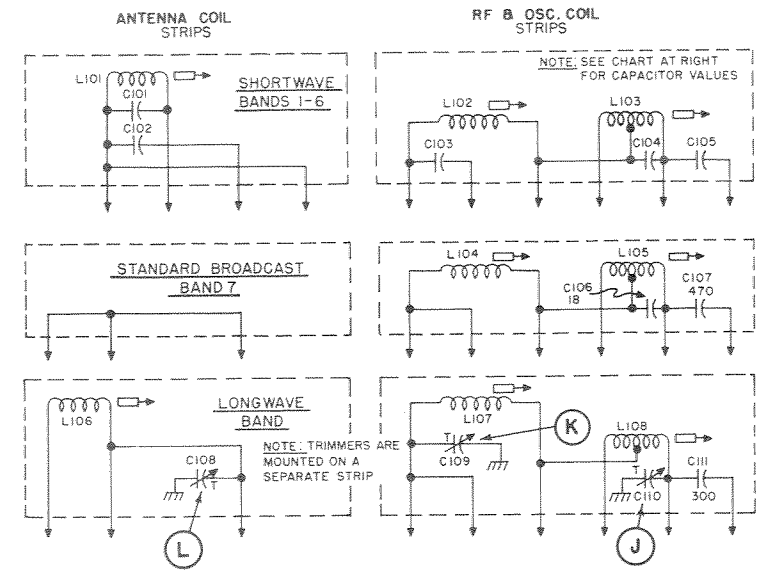 ANTENNA COIL
STRIPS
RF & OSC. COIL
STRIPS
L101
C101
C102
SHORTWAVE
BANDS 1-6
NOTE: SEE CHART AT RIGHT
FOR CAPACITOR VALUES
L102
C103
L103
C104
C105
STANDARD BROADCAST
BAND 7
L104
L105
C106
18
C107
470
L106
LONGWAVE
BAND
NOTE: TRIMMERS ARE
MOUNTED ON A
SEPARATE STRIP
C108
T
L
L107
T
C109
K
L108
T
C110
C111
300
J